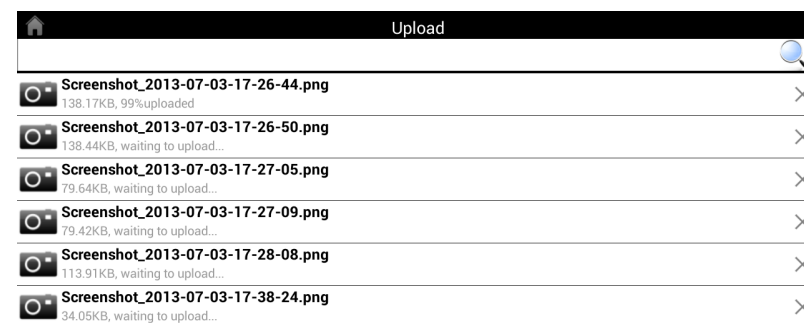 Upload
Screenshot_2013-07-03-17-26-44.png
138.17KB, 99%uploaded
Screenshot_2013-07-03-17-26-50.png
138.44KB, waiting to upload...
Screenshot_2013-07-03-17-27-05.png
79.64KB, waiting to upload...
Screenshot_2013-07-03-17-27-09.png
79.42KB, waiting to upload...
Screenshot_2013-07-03-17-28-08.png
113.91KB, waiting to upload...
Screenshot_2013-07-03-17-38-24.png
34.05KB, waiting to upload...